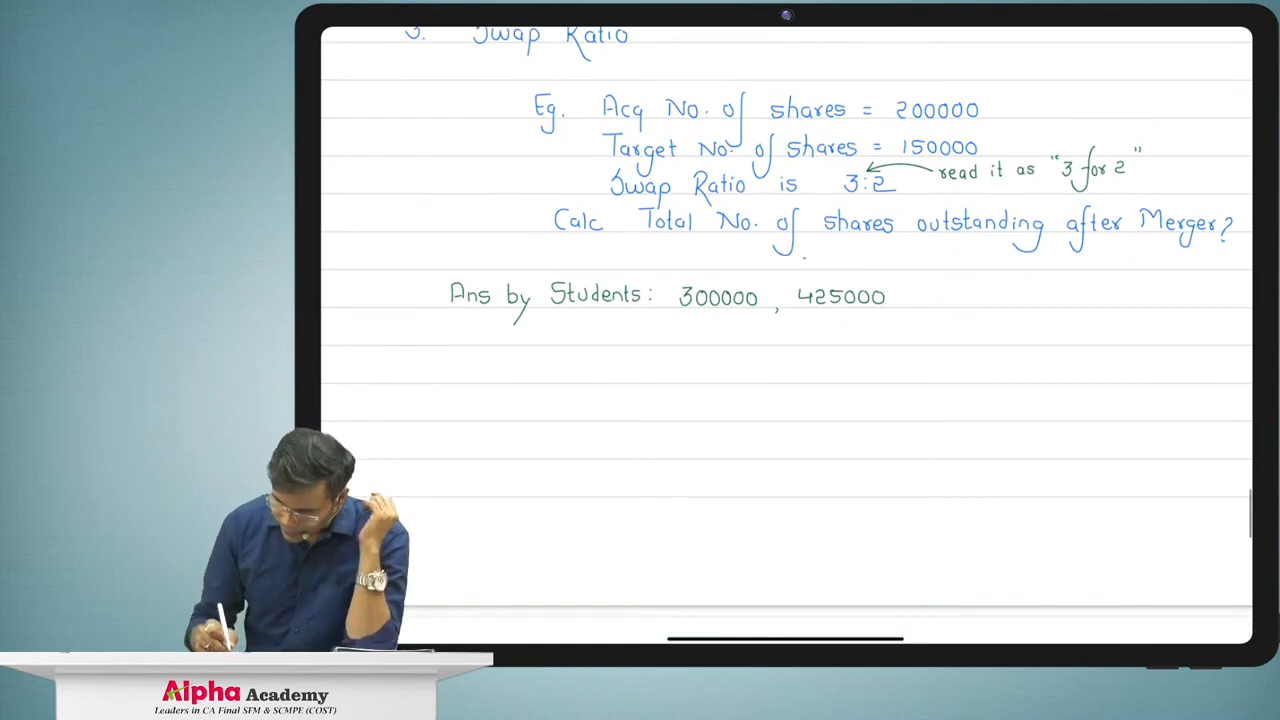 3. Swap Ratio
Eg. Acq No. of shares = 200000
Target No. of shares = 150000
Swap Ratio is 3:2
read it as "3 for 2"
Calc Total No. of shares outstanding after Merger?
Ans by Students: 300000, 425000
Alpha Academy
Leaders in CA Final SFM & SCMPE (COST)